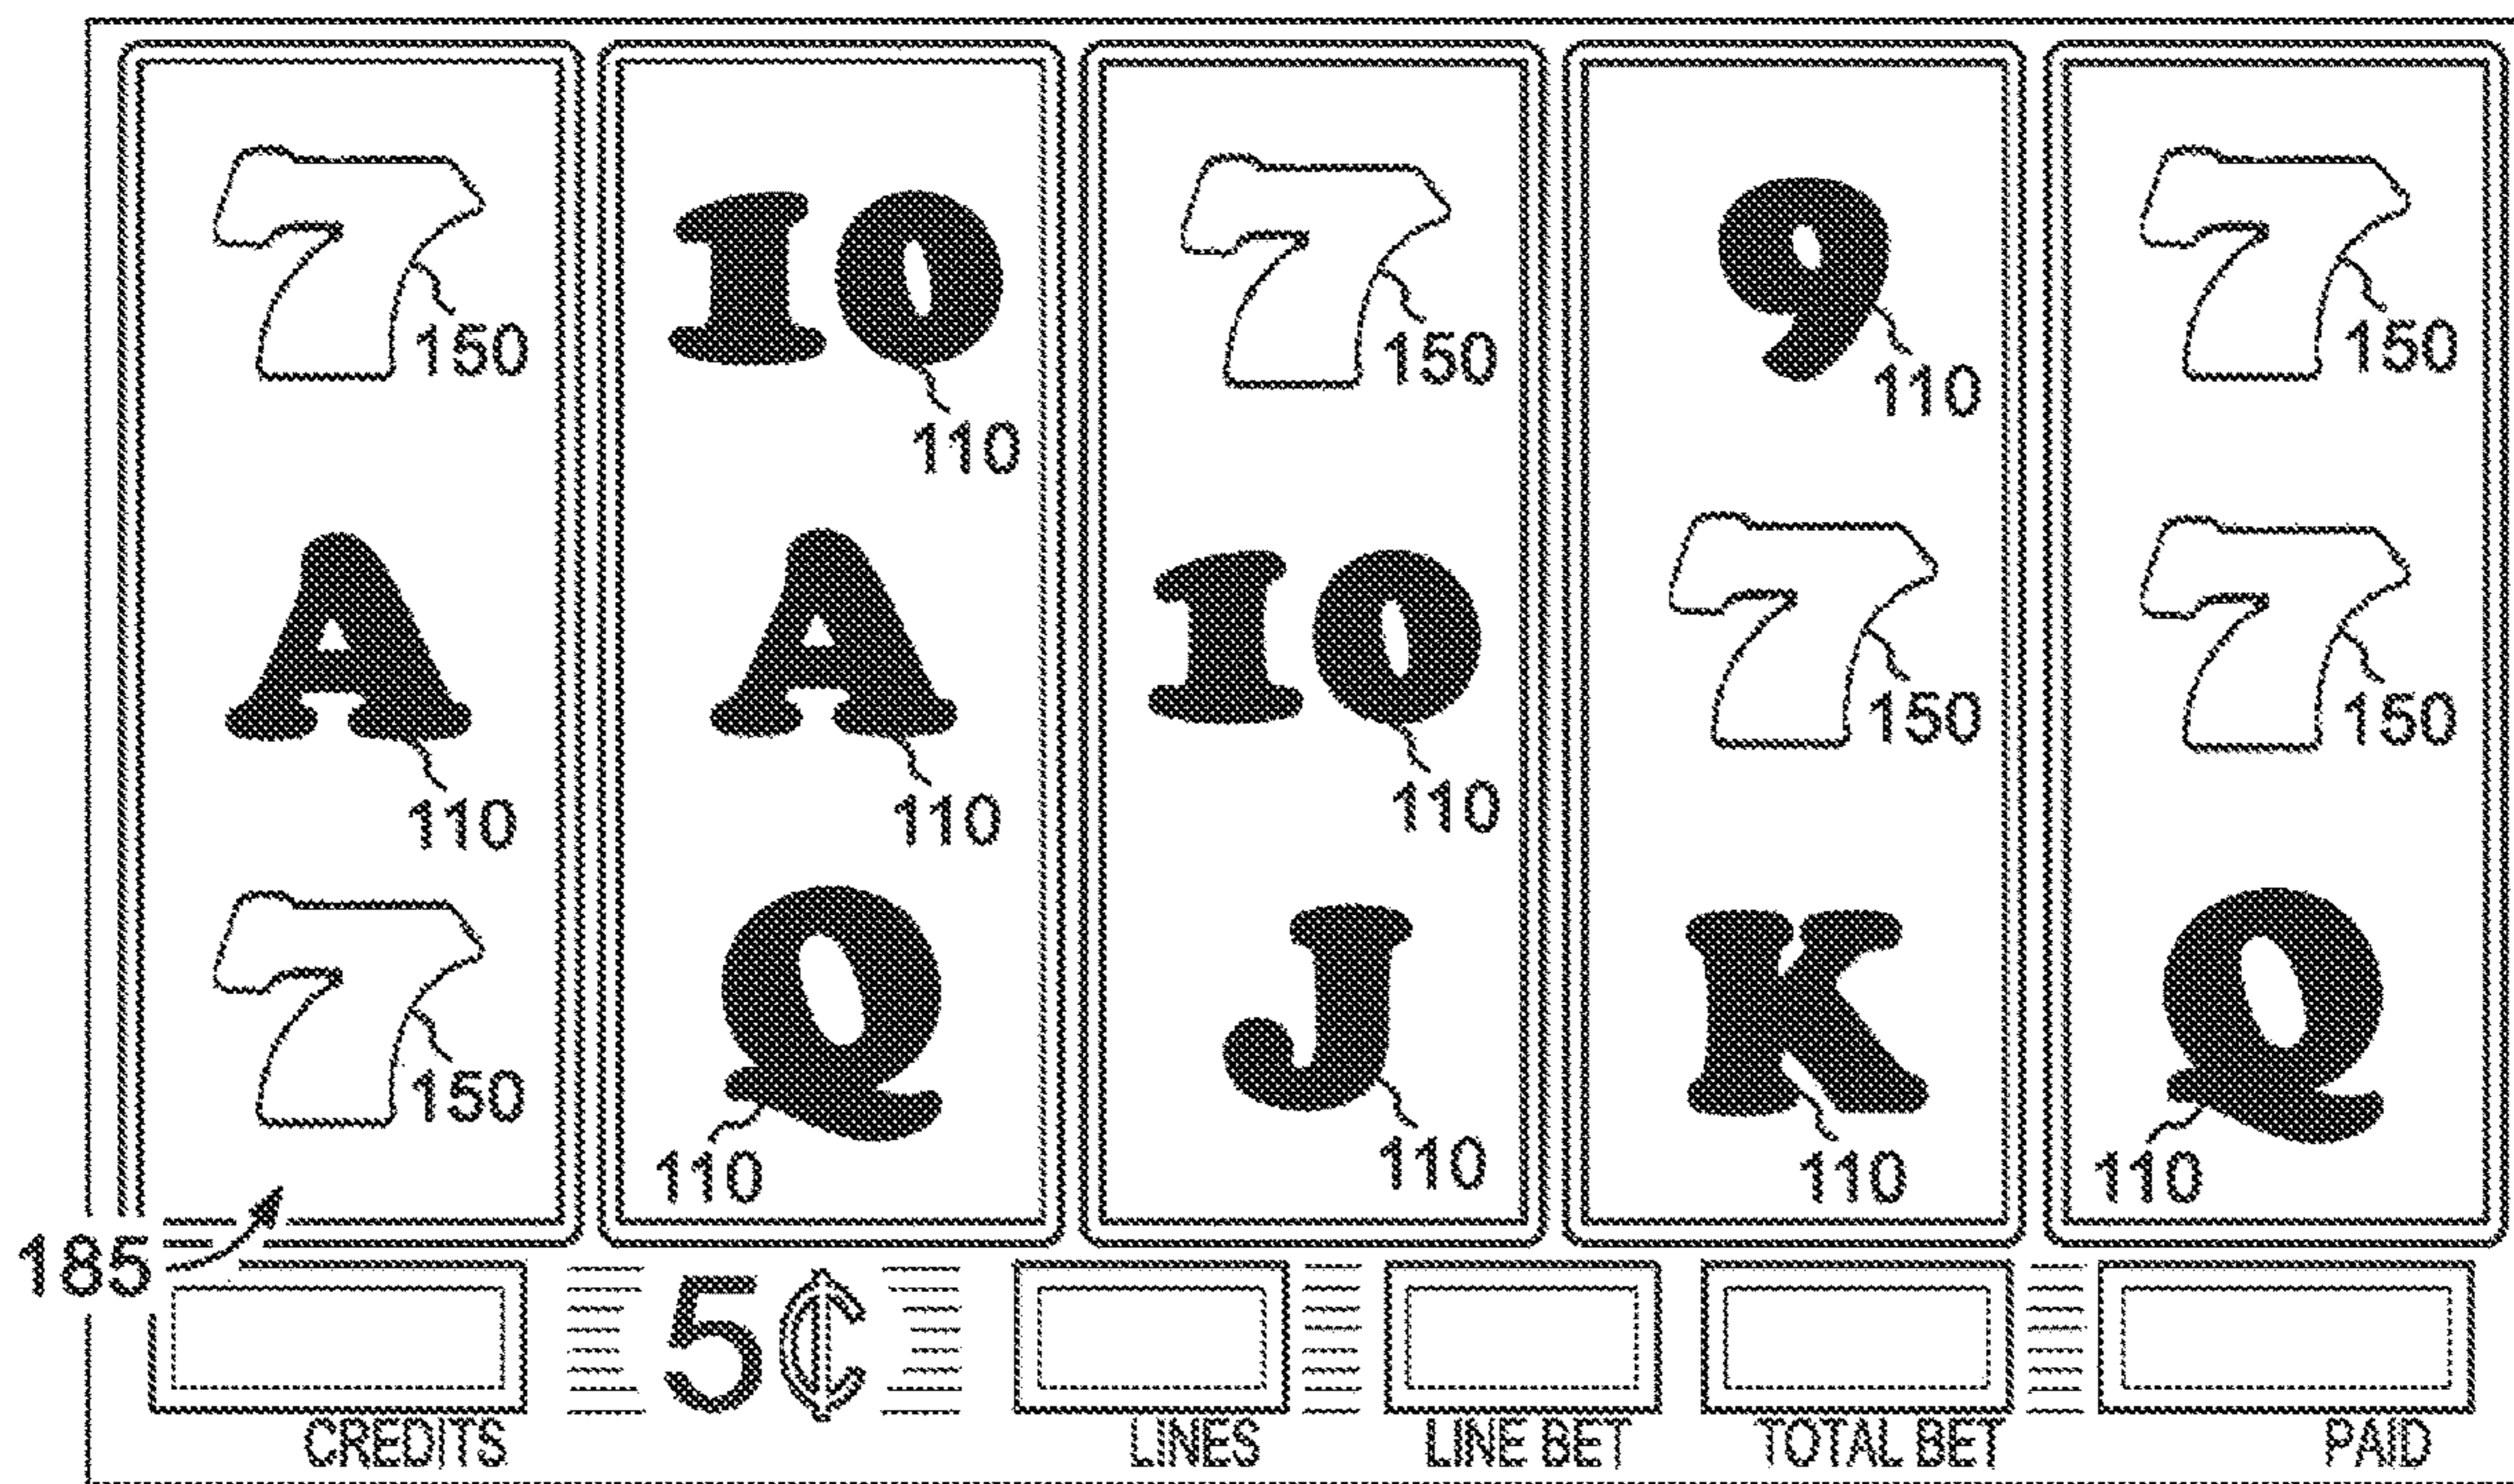 7 10 7 9 7
150 110 150 110 150
A A 10 7 7
110 110 110 150 150
7 Q J K Q
150 110 110 110 110
185
5¢
CREDITS LINES LINE BET TOTAL BET PAID